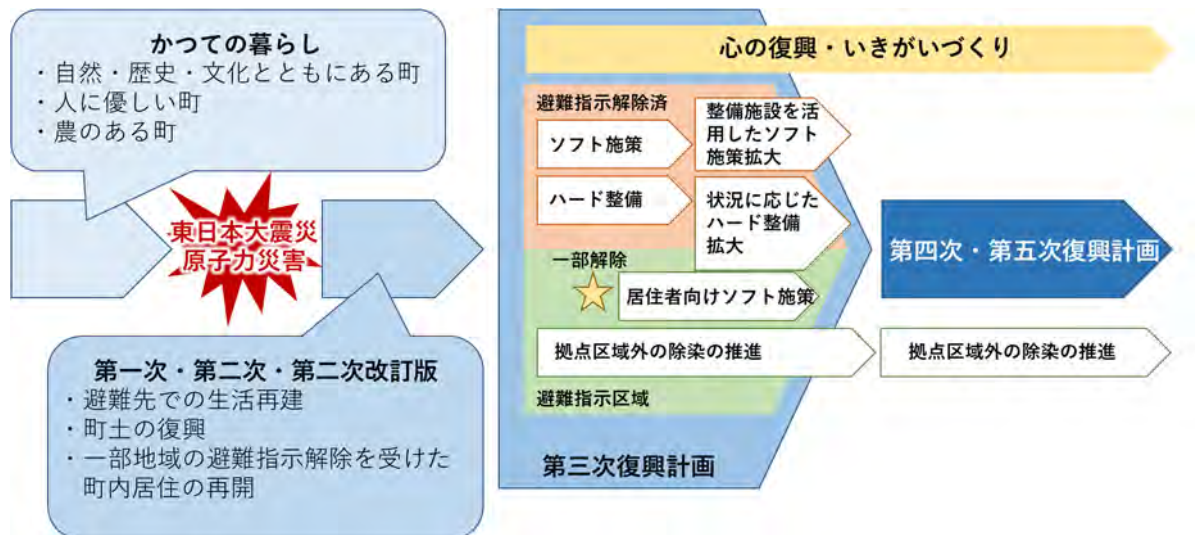 かつての暮らし
・自然・歴史・文化とともにある町
・人に優しい町
・農のある町
東日本大震災
原子力災害
第一次・第二次・第二次改訂版
・避難先での生活再建
・町土の復興
・一部地域の避難指示解除を受けた
町内居住の再開
心の復興・いきがいづくり
避難指示解除済
ソフト施策
整備施設を活
用したソフト
施策拡大
ハード整備
状況に応じた
ハード整備
拡大
一部解除
居住者向けソフト施策
拠点区域外の除染の推進
避難指示区域
第三次復興計画
第四次・第五次復興計画
拠点区域外の除染の推進